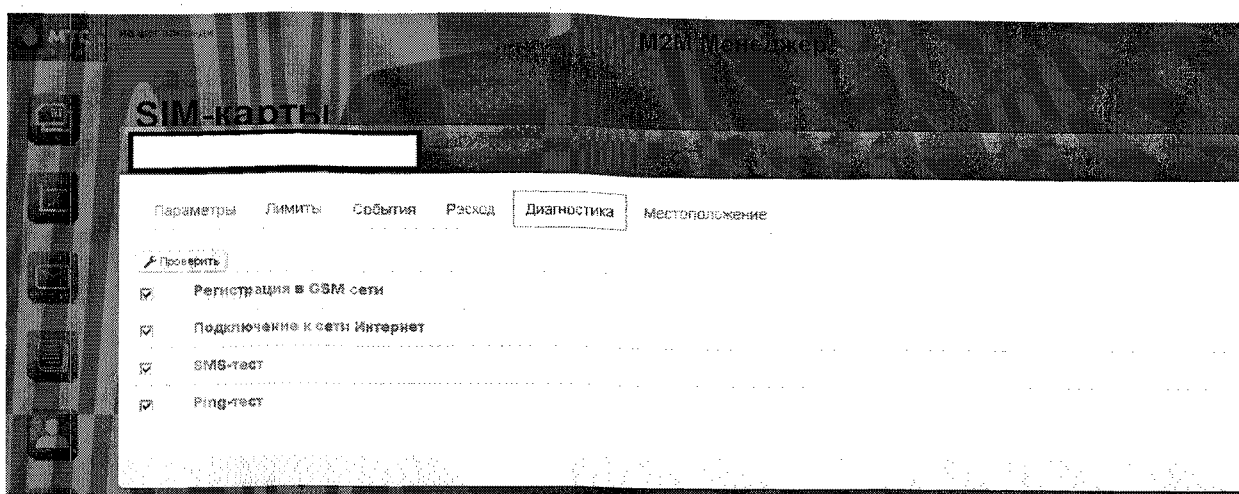 МТС
М2М Менеджер
SIM-карты
Параметры Лимиты События Расход Диагностика Местоположение
Проверить
Регистрация в GSM сети
Подключение к сети Интернет
SMS-тест
Ping-тест